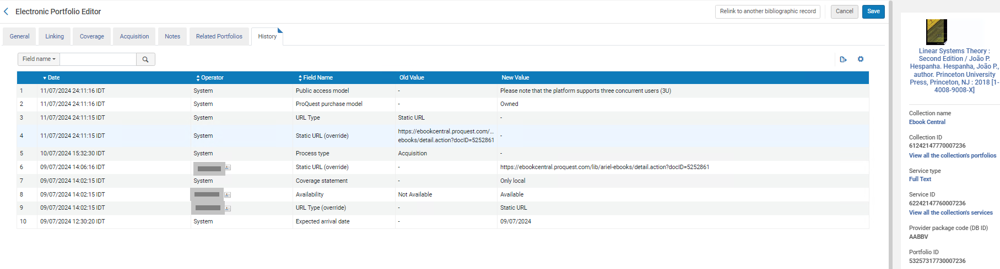 Electronic Portfolio Editor
Relink to another bibliographic record
Cancel
Save
General
Linking
Coverage
Acquisition
Notes
Related Portfolios
History
Field name
Date Operator Field Name Old Value New Value
1 11/07/2024 24:11:16 IDT System Public access model - Please note that the platform supports three concurrent users (3U)
2 11/07/2024 24:11:16 IDT System ProQuest purchase model - Owned
3 11/07/2024 24:11:15 IDT System URL Type Static URL -
4 11/07/2024 24:11:15 IDT System Static URL (override) https://ebookcentral.proquest.com/... -
ebooks/detail.action?docID=5252861
5 10/07/2024 15:32:30 IDT System Process type Acquisition -
6 09/07/2024 14:06:16 IDT Static URL (override) - https://ebookcentral.proquest.com/lib/ariel-ebooks/detail.action?docID=5252861
7 09/07/2024 14:02:15 IDT System Coverage statement - Only local
8 09/07/2024 14:02:15 IDT Availability Not Available Available
9 09/07/2024 14:02:15 IDT URL Type (override) - Static URL
10 09/07/2024 12:30:20 IDT System Expected arrival date - 09/07/2024
Linear Systems Theory :
Second Edition / João P.
Hespanha. Hespanha, João P.,
author. Princeton University
Press, Princeton, NJ : 2018 [1-
4008-9008-X]
Collection name
Ebook Central
Collection ID
61242147770007236
View all the collection's portfolios
Service type
Full Text
Service ID
62242147760007236
View all the collection's services
Provider package code (DB ID)
AABBV
Portfolio ID
53257317730007236